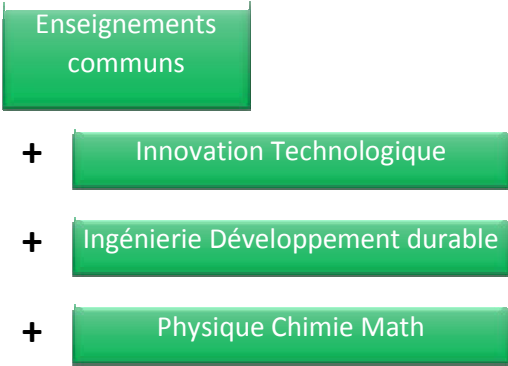 Enseignements
communs
+ Innovation Technologique
+ Ingénierie Développement durable
+ Physique Chimie Math